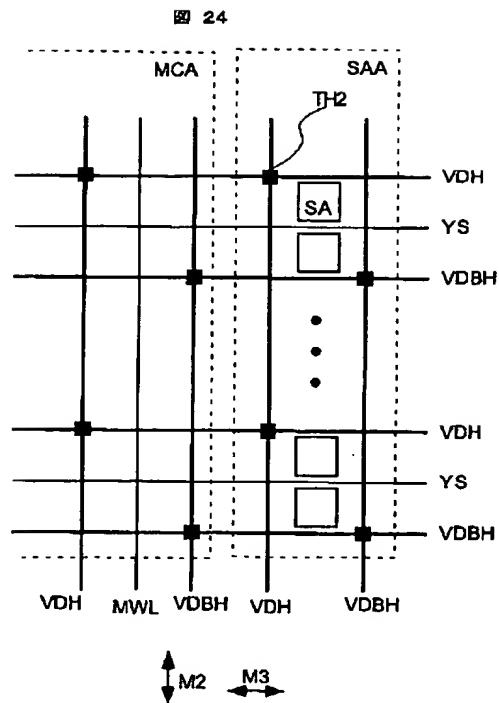 図 24
MCA
SAA
TH2
VDH
SA
YS
VDBH
VDH
YS
VDBH
VDH
MWL
VDBH
VDH
VDBH
M2
M3